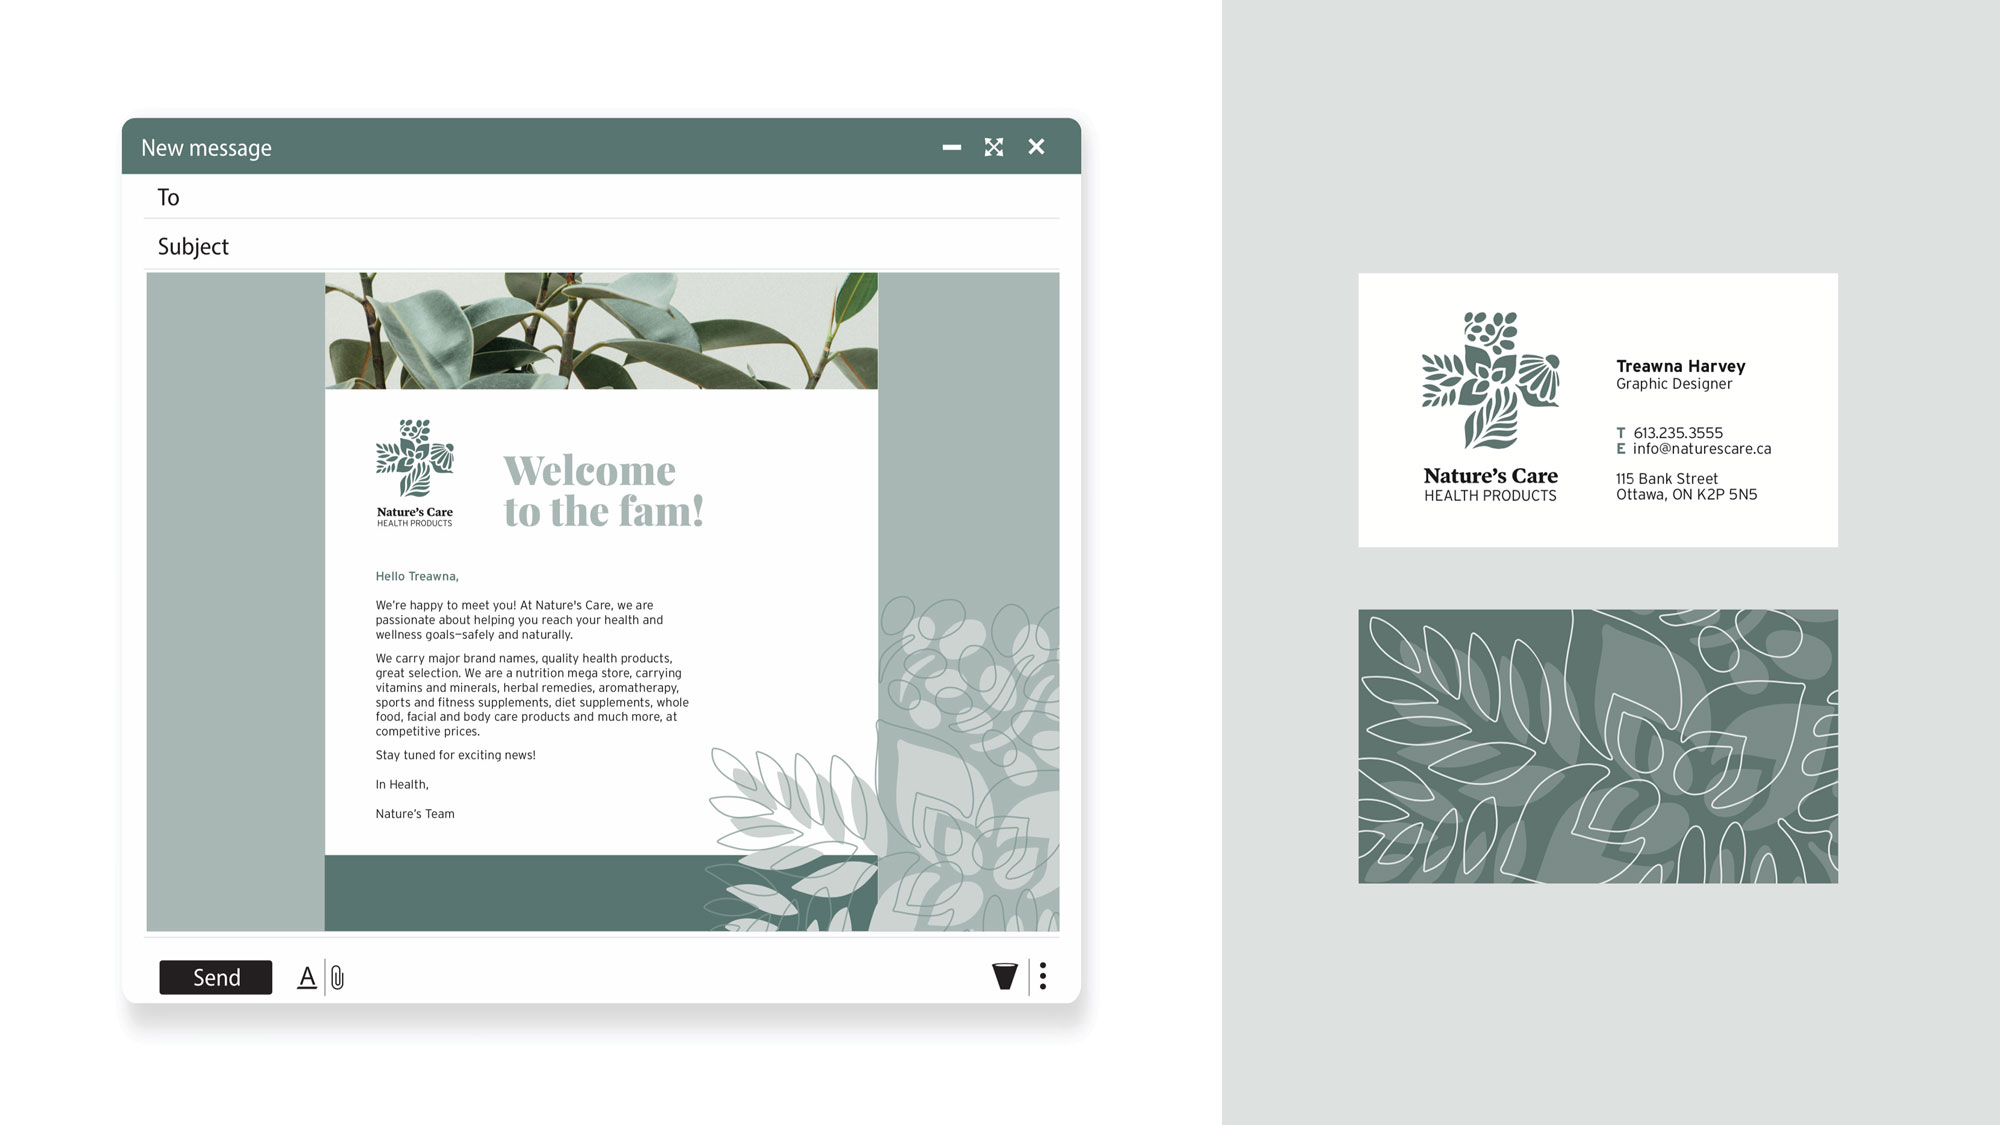 New message
To
Subject
Nature's Care
HEALTH PRODUCTS
Welcome
to the fam!
Hello Treawna,
We're happy to meet you! At Nature's Care, we are
passionate about helping you reach your health and
wellness goals—safely and naturally.
We carry major brand names, quality health products,
great selection. We are a nutrition mega store, carrying
vitamins and minerals, herbal remedies, aromatherapy,
sports and fitness supplements, diet supplements, whole
food, facial and body care products and much more, at
competitive prices.
Stay tuned for exciting news!
In Health,
Nature's Team
Send
A
Nature's Care
HEALTH PRODUCTS
Treawna Harvey
Graphic Designer
T 613.235.3555
E info@naturescare.ca
115 Bank Street
Ottawa, ON K2P 5N5